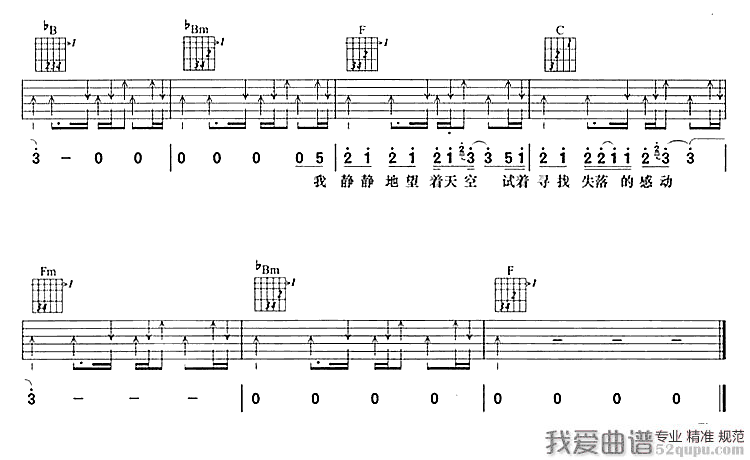 ♭B ♭Bm F C
3 - 0 0 | 0 0 0 0 5 | 2 1 2 1 2 1 2 3 3 5 1 | 2 1 2 2 1 1 2 3 3
我 静静 地望 着天空 试着 寻找 失落的感动
Fm ♭Bm F
3 - - - | 0 0 0 0 | 0 0 0 0
我爱曲谱 专业 精准 规范
52qupu.com